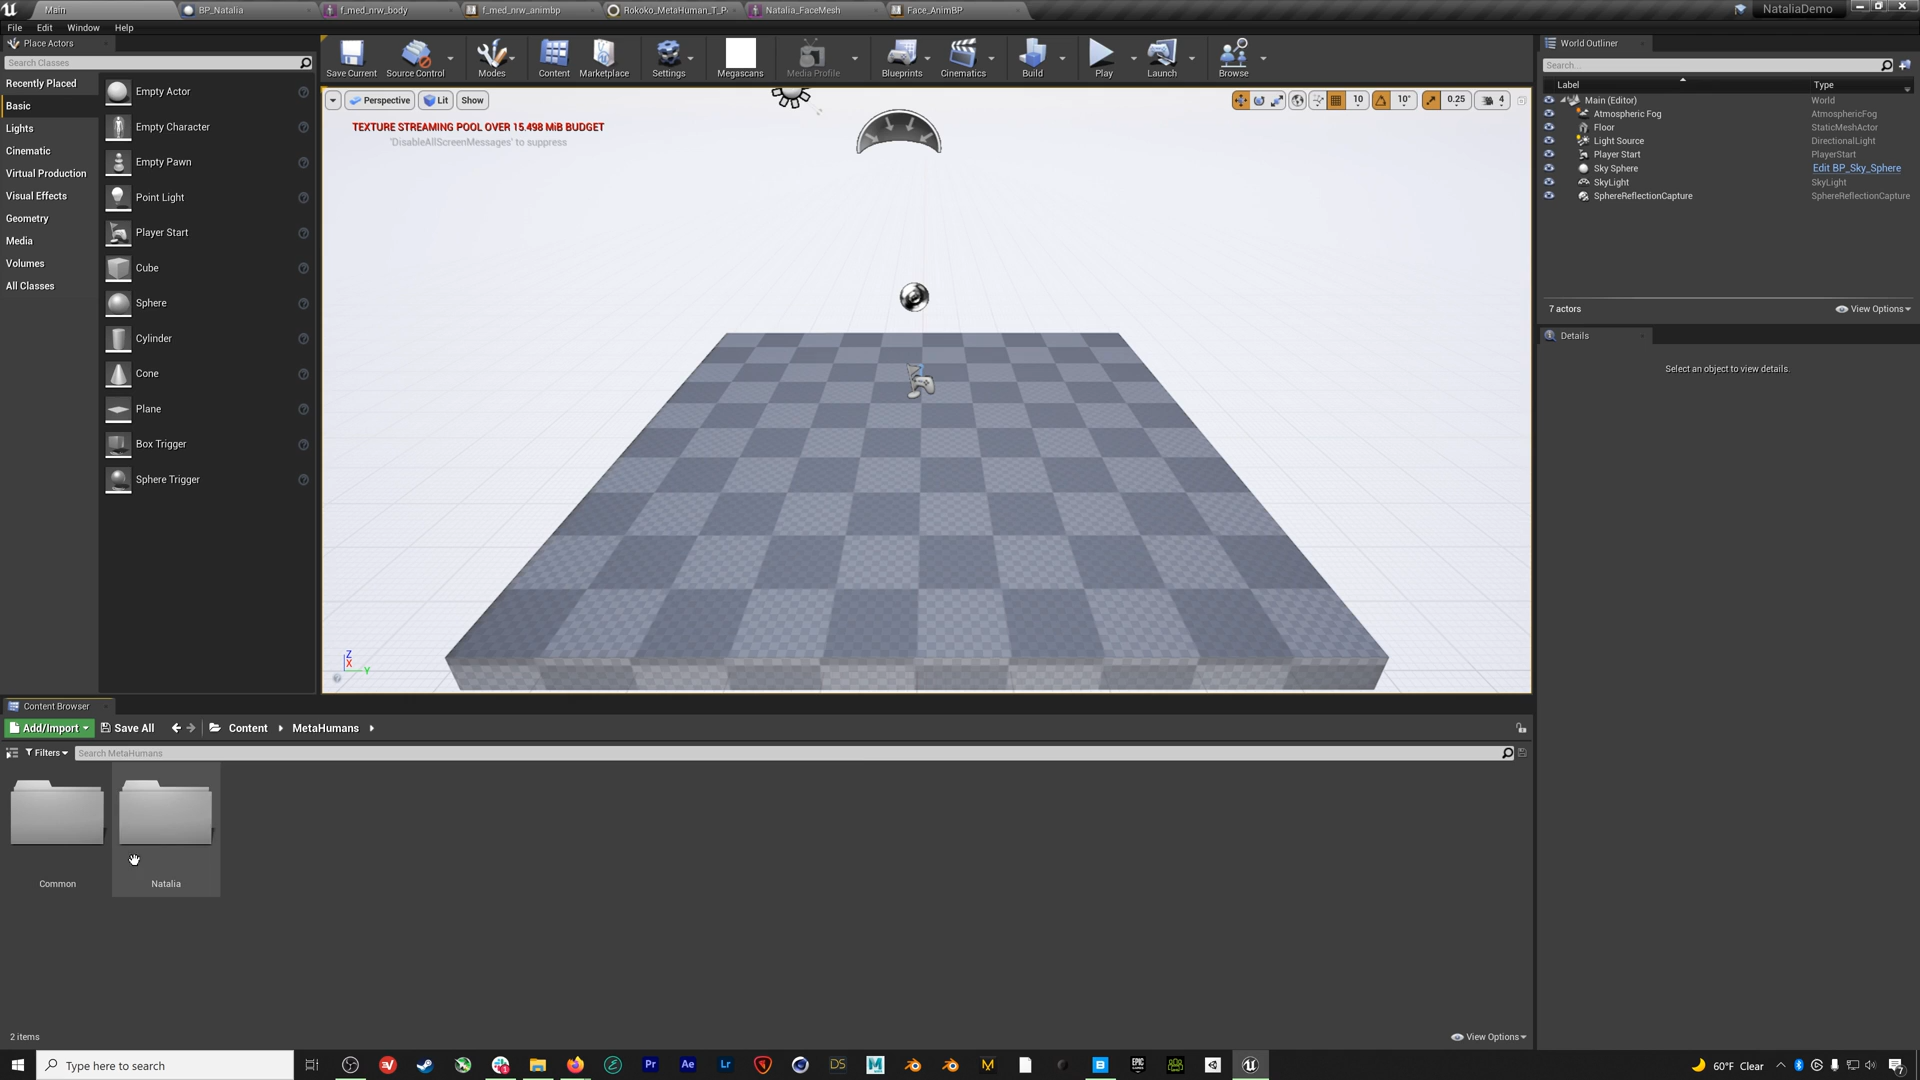 Main
BP_Natalia
f_med_nrw_body
f_med_nrw_animbp
Rokoko_MetaHuman_T_P
Natalia_FaceMesh
Face_AnimBP
NataliaDemo
File Edit Window Help
Place Actors
Search Classes
Recently Placed
Basic
Lights
Cinematic
Virtual Production
Visual Effects
Geometry
Media
Volumes
All Classes
Empty Actor
Empty Character
Empty Pawn
Point Light
Player Start
Cube
Sphere
Cylinder
Cone
Plane
Box Trigger
Sphere Trigger
Save Current
Source Control
Modes
Content
Marketplace
Settings
Megascans
Media Profile
Blueprints
Cinematics
Build
Play
Launch
Browse
Perspective Lit Show
10 10° 0.25 4
TEXTURE STREAMING POOL OVER 15.498 MiB BUDGET
'DisableAllScreenMessages' to suppress
Z
X
Y
World Outliner
Search...
Label Type
Main (Editor) World
Atmospheric Fog AtmosphericFog
Floor StaticMeshActor
Light Source DirectionalLight
Player Start PlayerStart
Sky Sphere Edit BP_Sky_Sphere
SkyLight SkyLight
SphereReflectionCapture SphereReflectionCapture
7 actors View Options
Details
Select an object to view details.
Content Browser
Add/Import Save All Content MetaHumans
Filters Search MetaHumans
Common
Natalia
2 items View Options
Type here to search
Pr Ae Lr DS M
60°F Clear
7